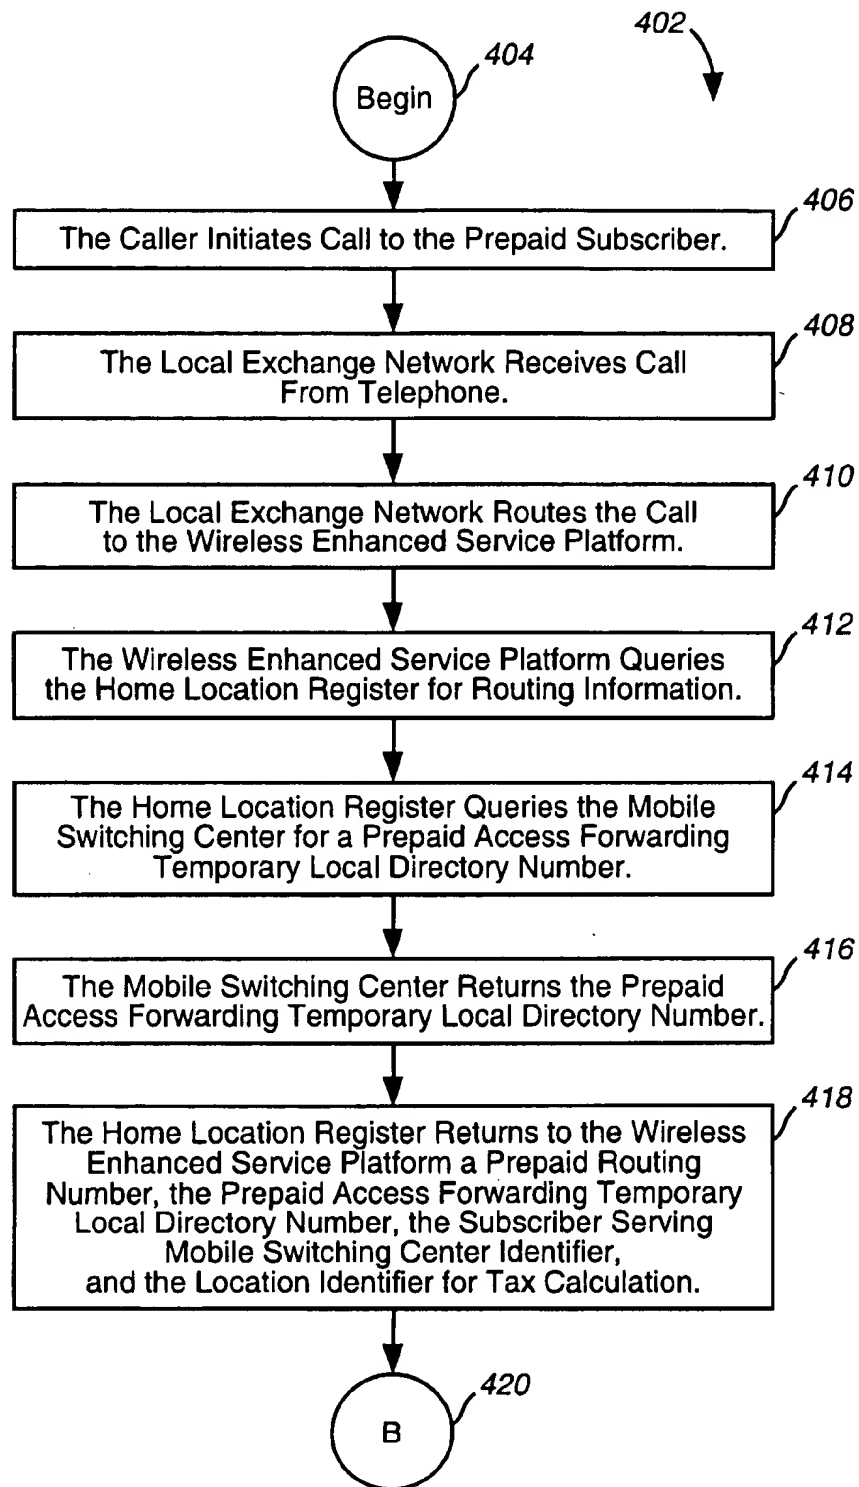 402
404
Begin
406
The Caller Initiates Call to the Prepaid Subscriber.
408
The Local Exchange Network Receives Call
From Telephone.
410
The Local Exchange Network Routes the Call
to the Wireless Enhanced Service Platform.
412
The Wireless Enhanced Service Platform Queries
the Home Location Register for Routing Information.
414
The Home Location Register Queries the Mobile
Switching Center for a Prepaid Access Forwarding
Temporary Local Directory Number.
416
The Mobile Switching Center Returns the Prepaid
Access Forwarding Temporary Local Directory Number.
418
The Home Location Register Returns to the Wireless
Enhanced Service Platform a Prepaid Routing
Number, the Prepaid Access Forwarding Temporary
Local Directory Number, the Subscriber Serving
Mobile Switching Center Identifier,
and the Location Identifier for Tax Calculation.
420
B